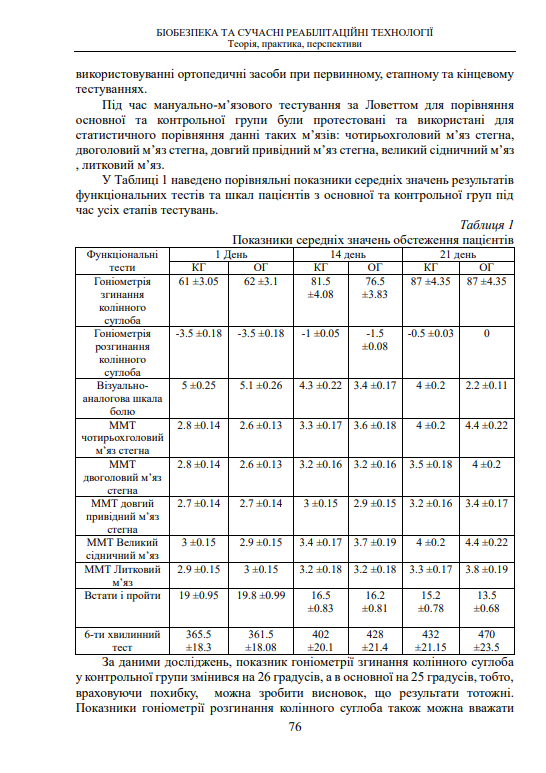 БІОБЕЗПЕКА ТА СУЧАСНІ РЕАБІЛІТАЦІЙНІ ТЕХНОЛОГІЇ
Теорія, практика, перспективи
використовуванні ортопедичні засоби при первинному, етапному та кінцевому
тестуваннях.
Під час мануально-м’язового тестування за Ловеттом для порівняння
основної та контрольної групи були протестовані та використані для
статистичного порівняння данні таких м’язів: чотирьохголовий м’яз стегна,
двоголовий м’яз стегна, довгий привідний м’яз стегна, великий сідничний м’яз
, литковий м’яз.
У Таблиці 1 наведено порівняльні показники середніх значень результатів
функціональних тестів та шкал пацієнтів з основної та контрольної груп під
час усіх етапів тестувань.
Таблиця 1
Показники середніх значень обстеження пацієнтів
Функціональні 1 День 14 день 21 день
тести КГ ОГ КГ ОГ КГ ОГ
Гоніометрія 61 ±3.05 62 ±3.1 81.5 76.5 87 ±4.35 87 ±4.35
згинання ±4.08 ±3.83
колінного
суглоба
Гоніометрія -3.5 ±0.18 -3.5 ±0.18 -1 ±0.05 -1.5 -0.5 ±0.03 0
розгинання ±0.08
колінного
суглоба
Візуально- 5 ±0.25 5.1 ±0.26 4.3 ±0.22 3.4 ±0.17 4 ±0.2 2.2 ±0.11
аналогова шкала
болю
ММТ 2.8 ±0.14 2.6 ±0.13 3.3 ±0.17 3.6 ±0.18 4 ±0.2 4.4 ±0.22
чотирьохголовий
м’яз стегна
ММТ 2.8 ±0.14 2.6 ±0.13 3.2 ±0.16 3.2 ±0.16 3.5 ±0.18 4 ±0.2
двоголовий м’яз
стегна
ММТ довгий 2.7 ±0.14 2.7 ±0.14 3 ±0.15 2.9 ±0.15 3.2 ±0.16 3.4 ±0.17
привідний м’яз
стегна
ММТ Великий 3 ±0.15 2.9 ±0.15 3.4 ±0.17 3.7 ±0.19 4 ±0.2 4.4 ±0.22
сідничний м’яз
ММТ Литковий 2.9 ±0.15 3 ±0.15 3.2 ±0.18 3.2 ±0.18 3.3 ±0.17 3.8 ±0.19
м’яз
Встати і пройти 19 ±0.95 19.8 ±0.99 16.5 16.2 15.2 13.5
±0.83 ±0.81 ±0.78 ±0.68
6-ти хвилинний 365.5 361.5 402 428 432 470
тест ±18.3 ±18.08 ±20.1 ±21.4 ±21.15 ±23.5
За даними досліджень, показник гоніометрії згинання колінного суглоба
у контрольної групи змінився на 26 градусів, а в основної на 25 градусів, тобто,
враховуючи похибку, можна зробити висновок, що результати тотожні.
Показники гоніометрії розгинання колінного суглоба також можна вважати
76